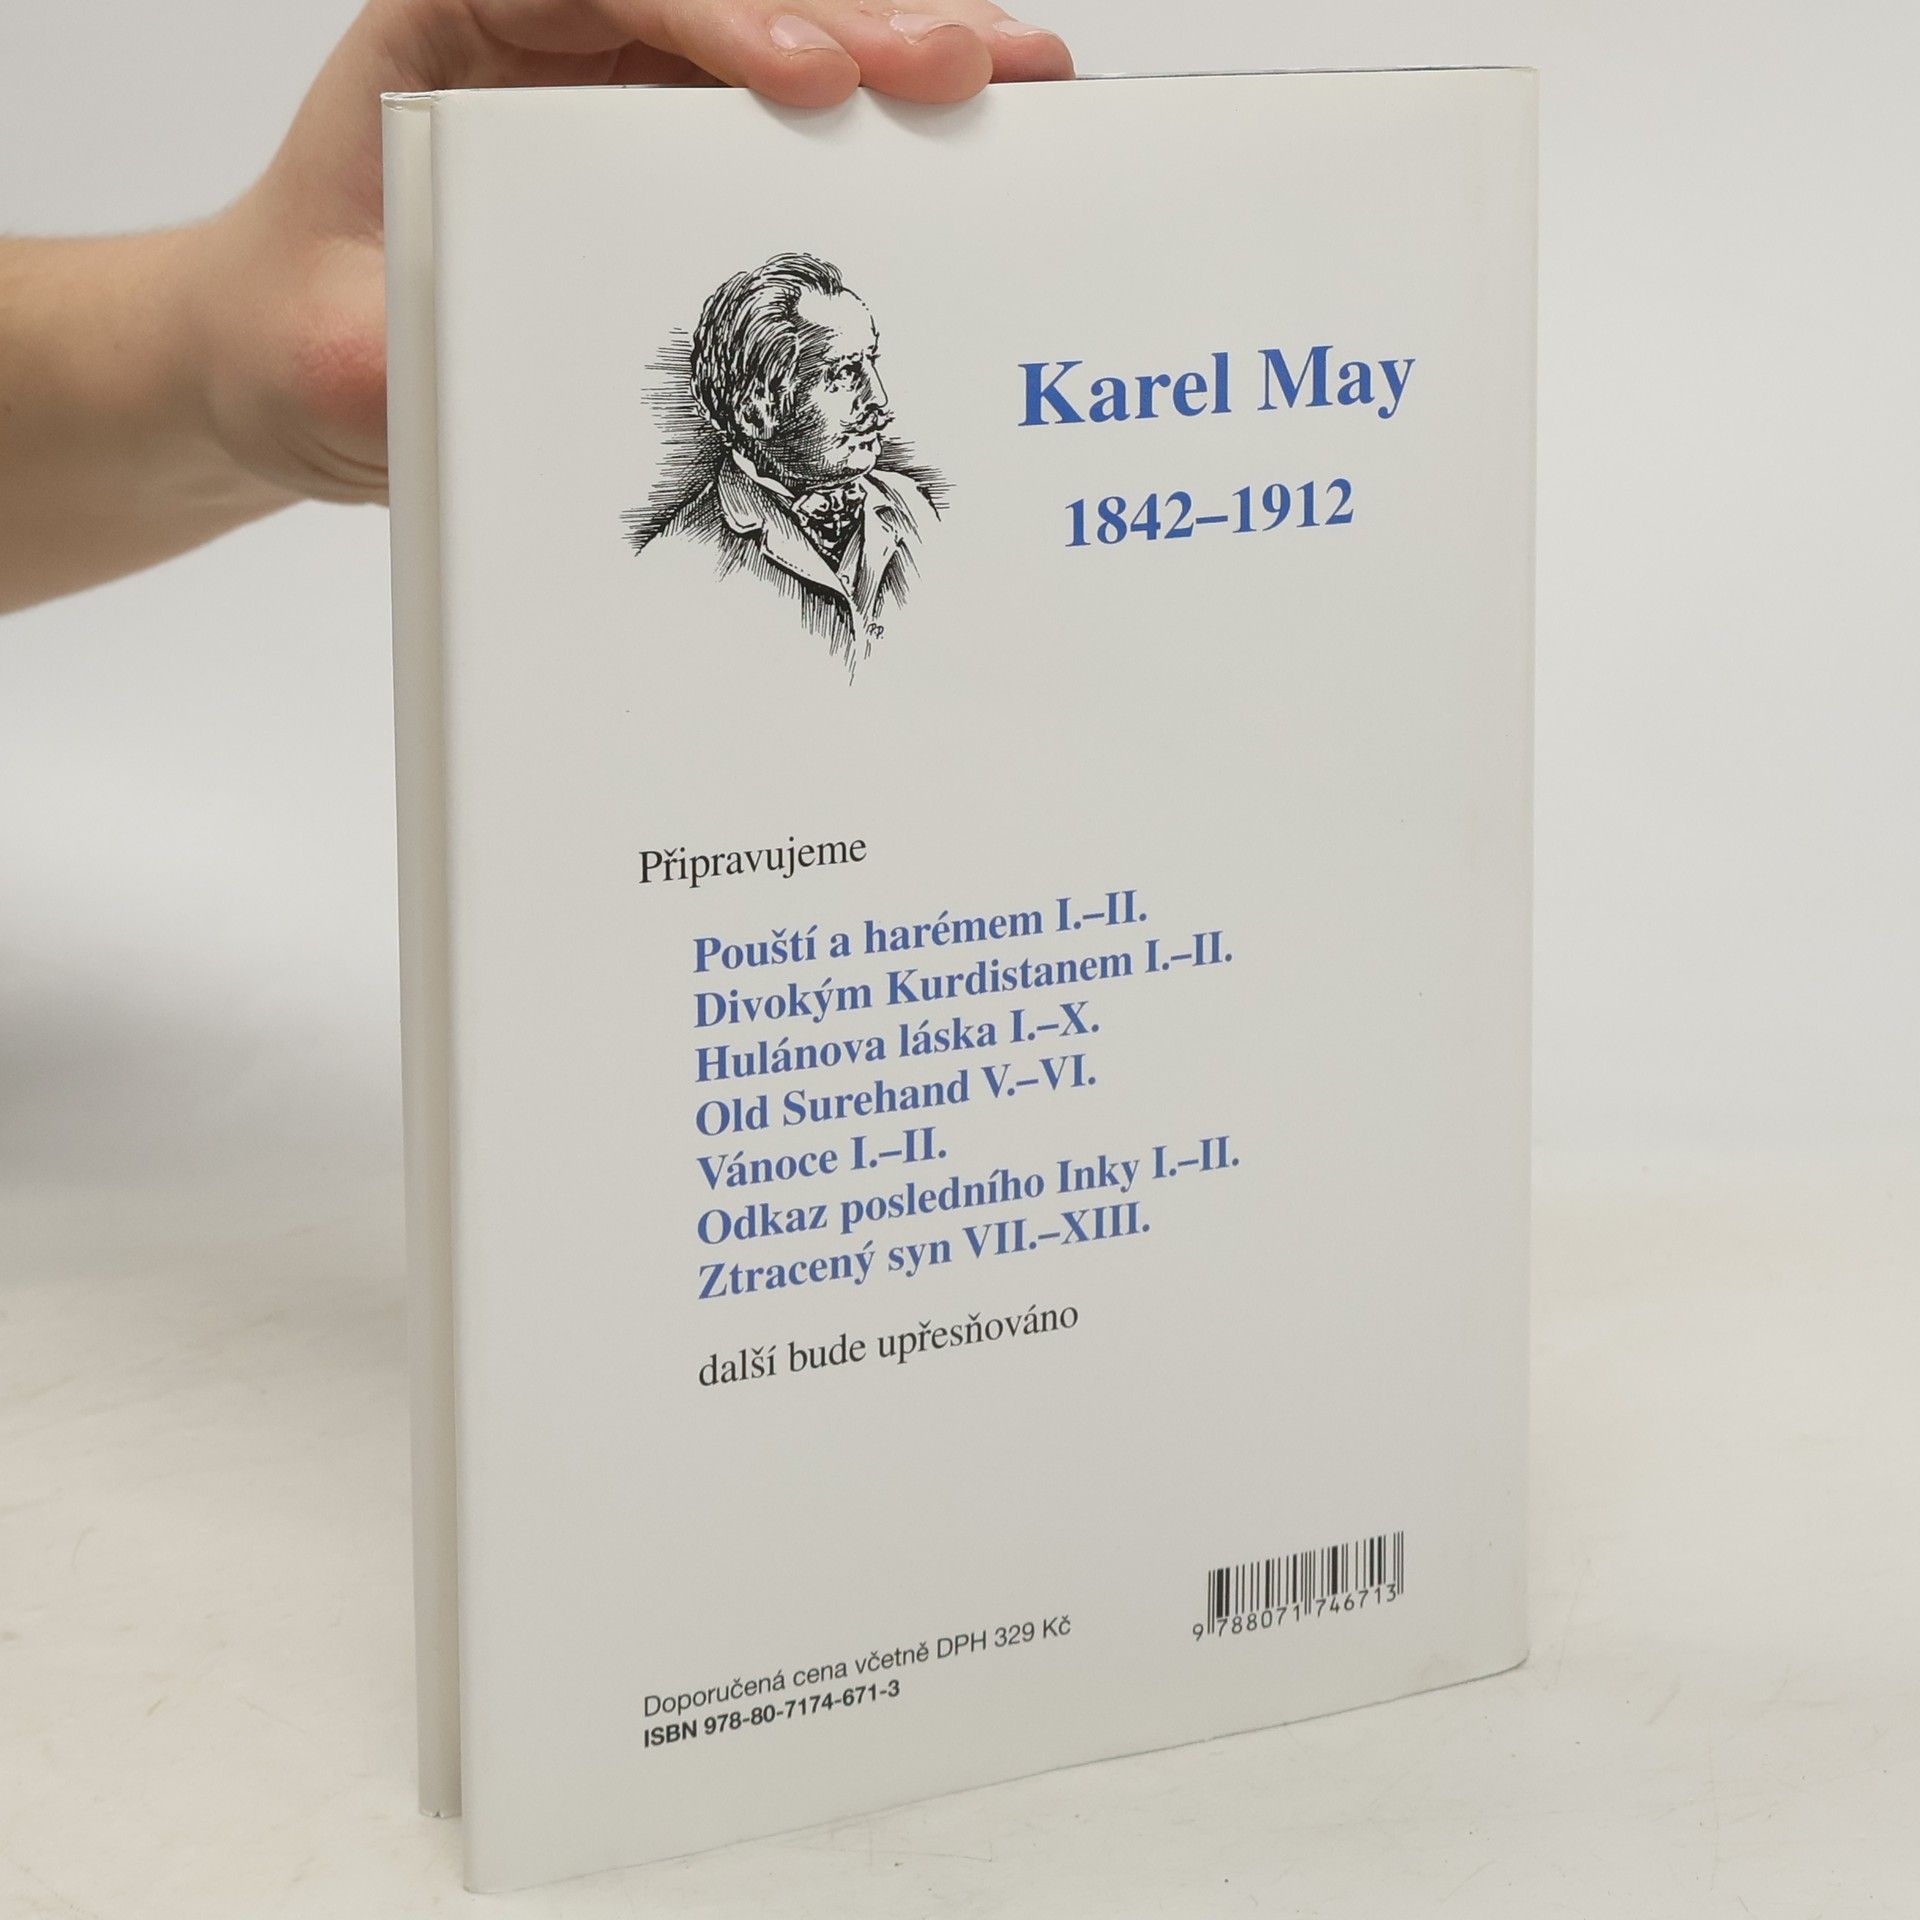 Karel May
1842–1912
P.P.
Připravujeme
Pouští a harémem I.–II.
Divokým Kurdistanem I.–II.
Hulánova láska I.–X.
Old Surehand V.–VI.
Vánoce I.–II.
Odkaz posledního Inky I.–II.
Ztracený syn VII.–XIII.
další bude upřesňováno
Doporučená cena včetně DPH 329 Kč
ISBN 978-80-7174-671-3
9 788071 746713